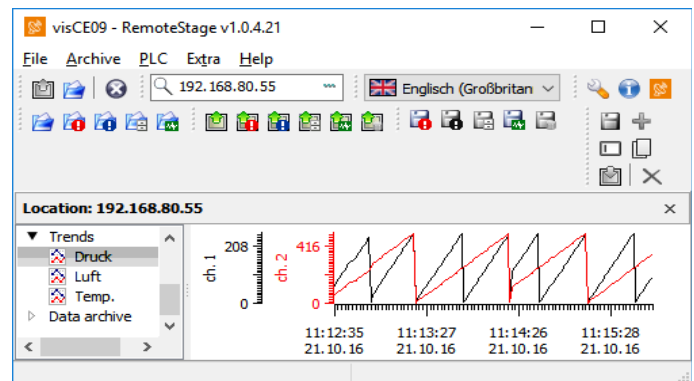 visCE09 - RemoteStage v1.0.4.21
File Archive PLC Extra Help
192.168.80.55
Englisch (Großbritan
Location: 192.168.80.55
Trends
Druck
Luft
Temp.
Data archive
ch. 1
208
0
ch. 2
416
0
11:12:35 11:13:27 11:14:26 11:15:28
21.10.16 21.10.16 21.10.16 21.10.16